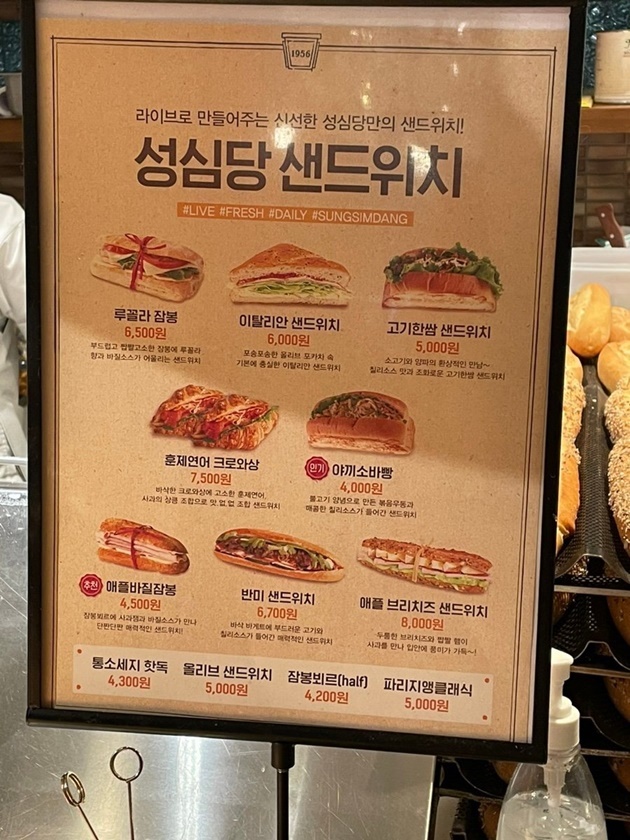 1956
라이브로 만들어주는 신선한 성심당만의 샌드위치!
성심당 샌드위치
#LIVE #FRESH #DAILY #SUNGSIMDANG
루꼴라 잠봉
6,500원
부드럽고 짭짤고소한 잠봉에 루꼴라
향과 바질소스가 어울리는 샌드위치
이탈리안 샌드위치
6,000원
포송포송한 올리브 포카차 속
기본에 충실한 이탈리안 샌드위치
고기한쌈 샌드위치
5,000원
소고기와 양파의 환상적인 만남~
칠리소스 맛과 조화로운 고기한쌈 샌드위치
훈제연어 크로와상
7,500원
바삭한 크로와상에 고소한 훈제연어,
사과의 상큼 조합으로 맛.없.없 조합 샌드위치
인기 야끼소바빵
4,000원
불고기 양념으로 만든 볶음우동과
매콤한 칠리소스가 들어간 샌드위치
추천 애플바질잠봉
4,500원
잠봉뵈르에 사과잼과 바질소스가 만나
단짠단짠 매력적인 샌드위치!
반미 샌드위치
6,700원
바삭 바게트에 부드러운 고기와
칠리소스가 들어간 매력적인 샌드위치
애플 브리치즈 샌드위치
8,000원
두툼한 브리치즈와 짭짤 햄이
사과를 만나 입안에 풍미가 가득~!
통소세지 핫독
4,300원
올리브 샌드위치
5,000원
잠봉뵈르(half)
4,200원
파리지앵클래식
5,000원